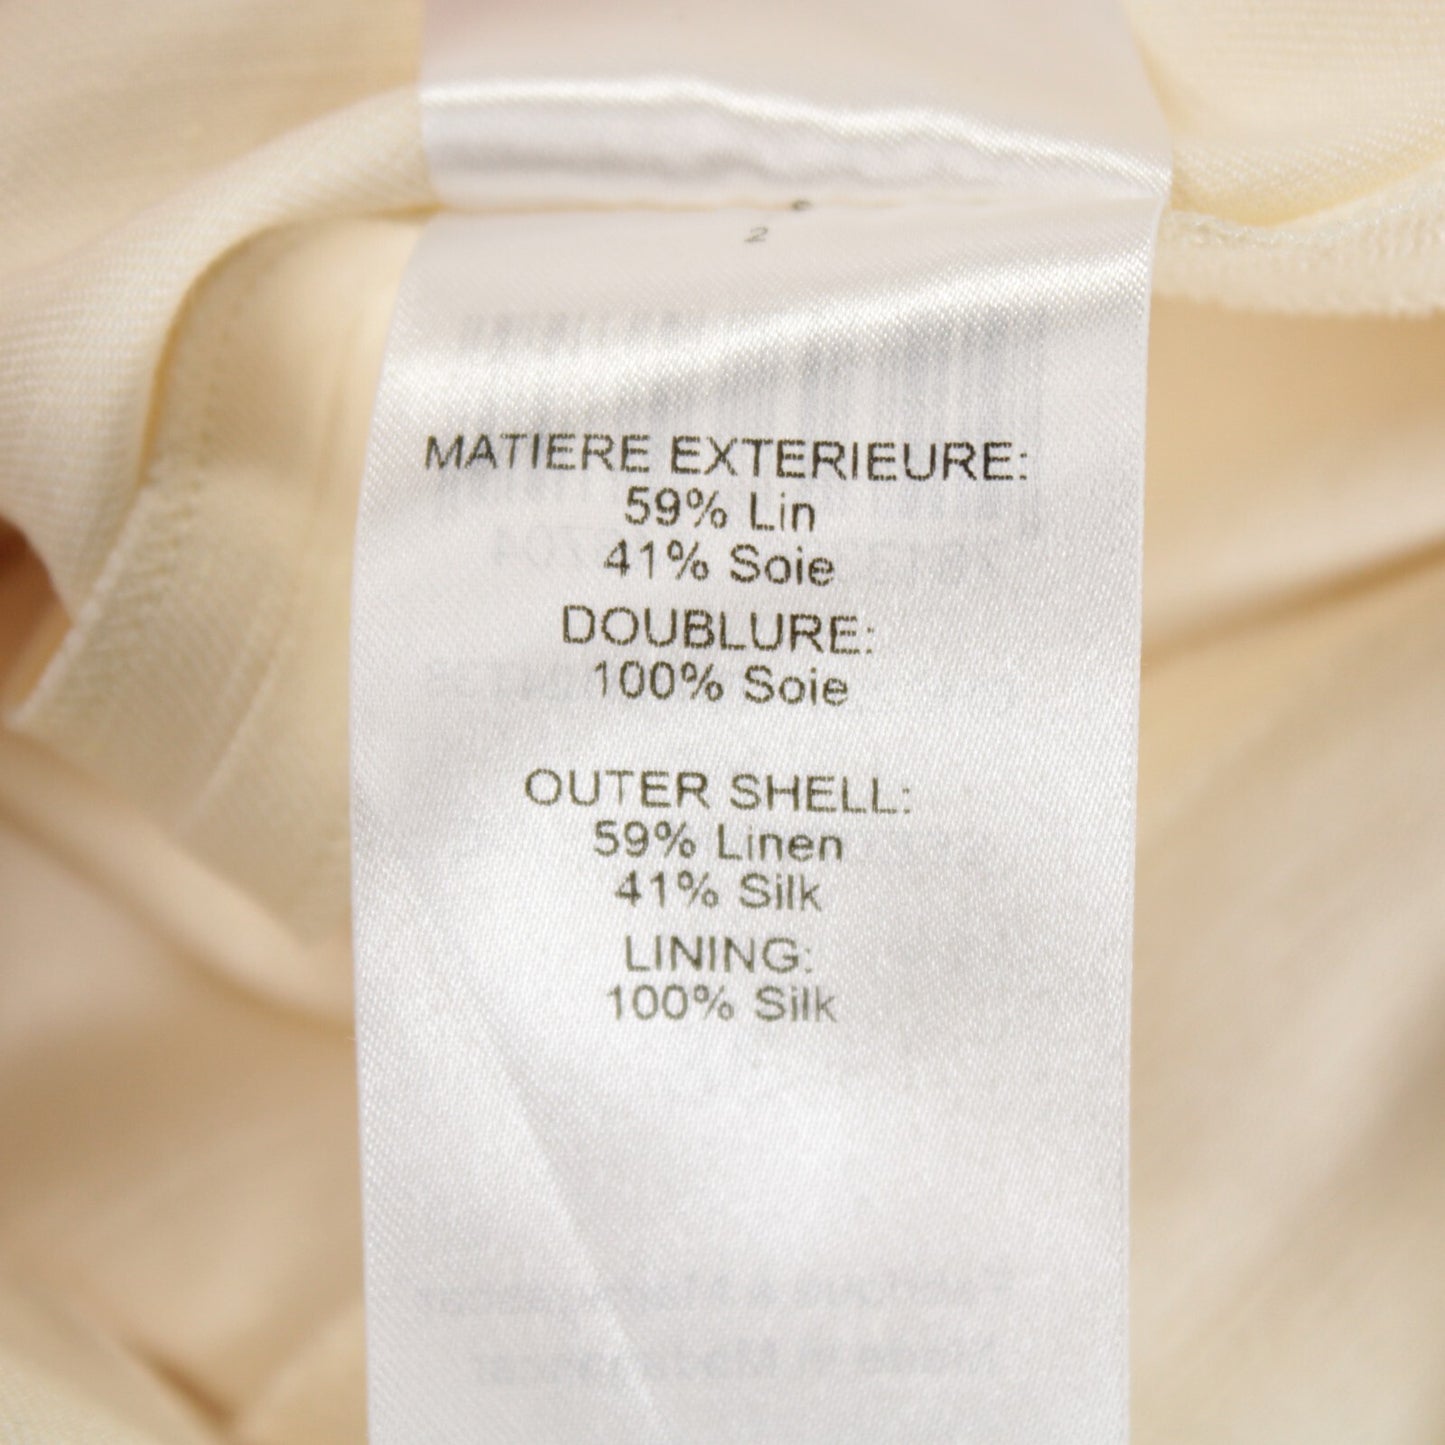 2
MATIERE EXTERIEURE:
59% Lin
41% Soie
DOUBLURE:
100% Soie
OUTER SHELL:
59% Linen
41% Silk
LINING:
100% Silk